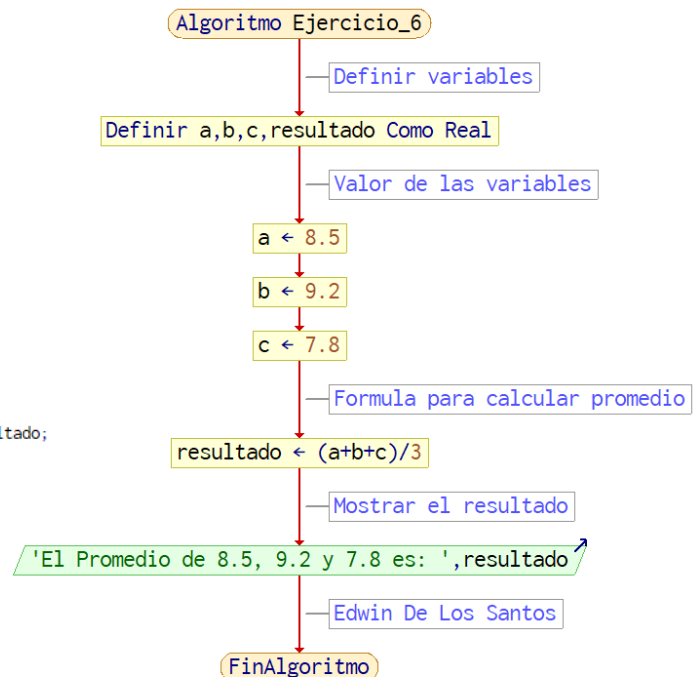 Algoritmo Ejercicio_6
Definir variables
Definir a,b,c,resultado Como Real
Valor de las variables
a ← 8.5
b ← 9.2
c ← 7.8
Formula para calcular promedio
ltado;
resultado ← (a+b+c)/3
Mostrar el resultado
'El Promedio de 8.5, 9.2 y 7.8 es: ',resultado
Edwin De Los Santos
FinAlgoritmo